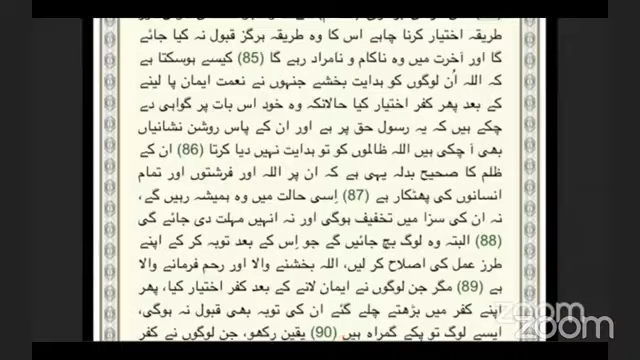 طریقہ اختیار کرنا چاہے اس کا وہ طریقہ ہرگز قبول نہ کیا جائے
گا اور آخرت میں وہ ناکام و نامراد رہے گا (85) کیسے ہوسکتا ہے
کہ اللہ اُن لوگوں کو ہدایت بخشے جنہوں نے نعمت ایمان پا لینے
کے بعد پھر کفر اختیار کیا حالانکہ وہ خود اس بات پر گواہی دے
چکے ہیں کہ یہ رسول حق پر ہے اور ان کے پاس روشن نشانیاں
بھی آ چکی ہیں اللہ ظالموں کو تو ہدایت نہیں دیا کرتا (86) ان کے
ظلم کا صحیح بدلہ یہی ہے کہ ان پر اللہ اور فرشتوں اور تمام
انسانوں کی پھٹکار ہے (87) اِسی حالت میں وہ ہمیشہ رہیں گے،
نہ ان کی سزا میں تخفیف ہوگی اور نہ انہیں مہلت دی جائے گی
(88) البتہ وہ لوگ بچ جائیں گے جو اِس کے بعد توبہ کر کے اپنے
طرز عمل کی اصلاح کر لیں، اللہ بخشنے والا اور رحم فرمانے والا
ہے (89) مگر جن لوگوں نے ایمان لانے کے بعد کفر اختیار کیا، پھر
اپنے کفر میں بڑھتے چلے گئے ان کی توبہ بھی قبول نہ ہوگی،
ایسے لوگ تو پکے گمراہ ہیں (90) یقین رکھو، جن لوگوں نے کفر
zoom
zoom